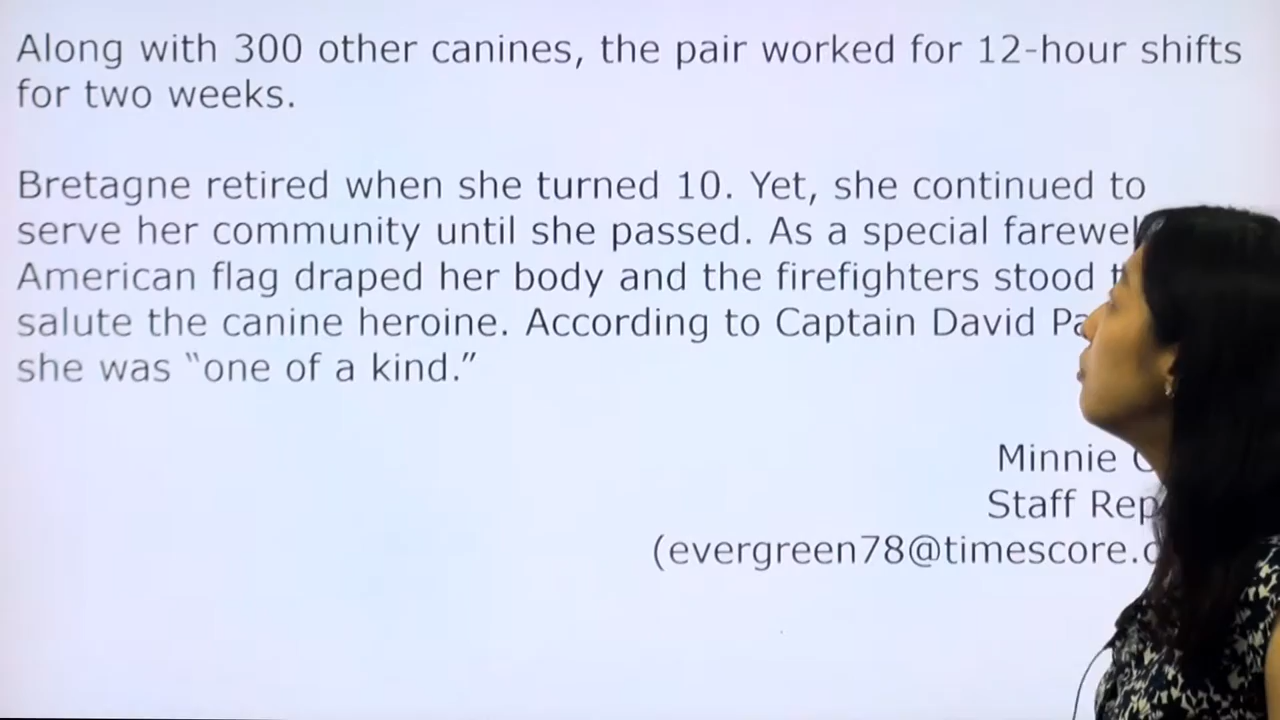 Along with 300 other canines, the pair worked for 12-hour shifts
for two weeks.
Bretagne retired when she turned 10. Yet, she continued to
serve her community until she passed. As a special
American flag draped her body and the firefighters stood
salute the canine heroine. According to Captain David
she was “one of a kind.”
Minnie
Staff
(evergreen78@timescore.